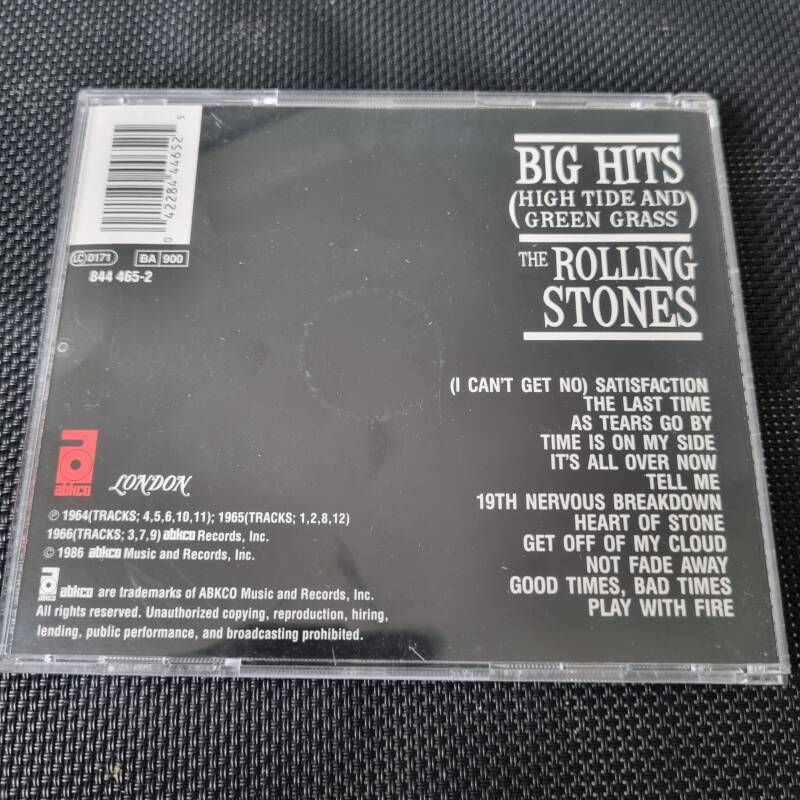 0 42284 44652 5
LC 0171
BA 900
844 465-2
BIG HITS
(HIGH TIDE AND
GREEN GRASS)
THE ROLLING
STONES
(I CAN'T GET NO) SATISFACTION
THE LAST TIME
AS TEARS GO BY
TIME IS ON MY SIDE
IT'S ALL OVER NOW
TELL ME
19TH NERVOUS BREAKDOWN
HEART OF STONE
GET OFF OF MY CLOUD
NOT FADE AWAY
GOOD TIMES, BAD TIMES
PLAY WITH FIRE
abkco
LONDON
℗ 1964(TRACKS; 4,5,6,10,11); 1965(TRACKS; 1,2,8,12)
1966(TRACKS; 3,7,9) abkco Records, Inc.
© 1986 abkco Music and Records, Inc.
abkco abkco are trademarks of ABKCO Music and Records, Inc.
All rights reserved. Unauthorized copying, reproduction, hiring,
lending, public performance, and broadcasting prohibited.